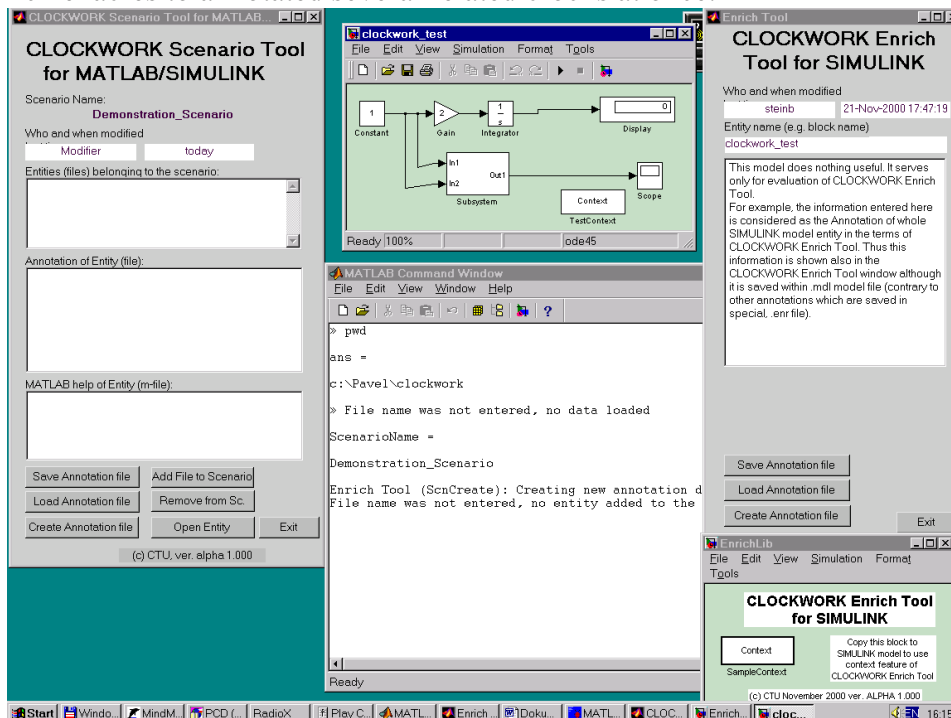 CLOCKWORK Scenario Tool for MATLAB...
CLOCKWORK Scenario Tool
for MATLAB/SIMULINK
Scenario Name:
Demonstration_Scenario
Who and when modified
Modifier today
Entities (files) belonging to the scenario:
Annotation of Entity (file):
MATLAB help of Entity (m-file):
Save Annotation file Add File to Scenario
Load Annotation file Remove from Sc.
Create Annotation file Open Entity Exit
(c) CTU, ver. alpha 1.000
clockwork_test
File Edit View Simulation Format Tools
1
Constant
2
Gain
1
s
Integrator
0
Display
In1
In2
Out1
Subsystem
Scope
Context
TestContext
Ready 100% ode45
MATLAB Command Window
File Edit View Window Help
» pwd
ans =
c:\Pavel\clockwork
» File name was not entered, no data loaded
ScenarioName =
Demonstration_Scenario
Enrich Tool (ScnCreate): Creating new annotation d
File name was not entered, no entity added to the
Ready
Enrich Tool
CLOCKWORK Enrich
Tool for SIMULINK
Who and when modified
steinb 21-Nov-2000 17:47:19
Entity name (e.g. block name)
clockwork_test
This model does nothing useful. It serves
only for evaluation of CLOCKWORK Enrich
Tool.
For example, the information entered here
is considered as the Annotation of whole
SIMULINK model entity in the terms of
CLOCKWORK Enrich Tool. Thus this
information is shown also in the
CLOCKWORK Enrich Tool window although
it is saved within .mdl model file (contrary to
other annotations which are saved in
special, .enr file).
Save Annotation file
Load Annotation file
Create Annotation file
Exit
EnrichLib
File Edit View Simulation Format
Tools
CLOCKWORK Enrich Tool
for SIMULINK
Context
SampleContext
Copy this block to
SIMULINK model to use
context feature of
CLOCKWORK Enrich Tool
(c) CTU November 2000 ver. ALPHA 1.000
Start Windo... MindM... PCD (... RadioX Play C... MATL... Enrich ... Doku... MATL... CLOC... Enrich... cloc... EN 16:15